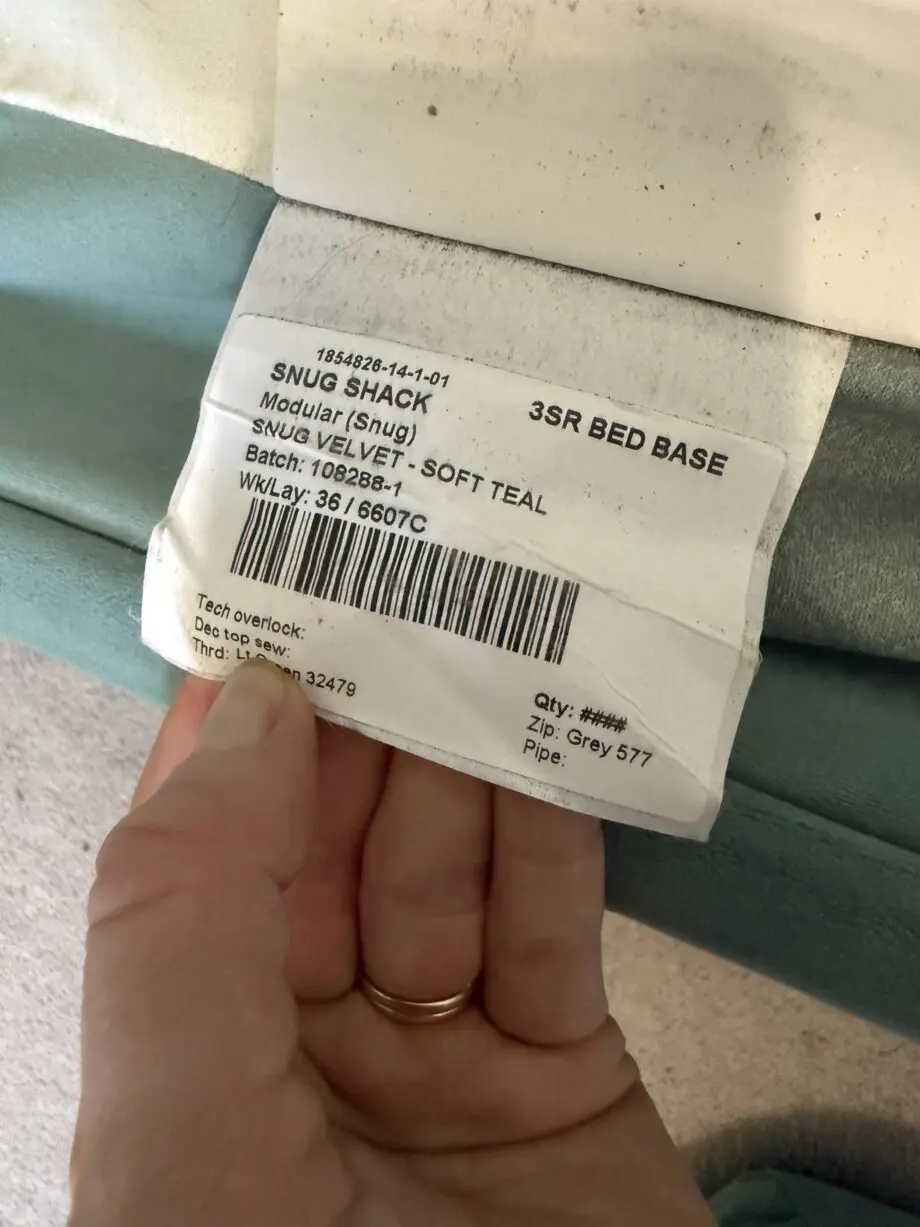 1854826-14-1-01
SNUG SHACK
3SR BED BASE
Modular (Snug)
SNUG VELVET - SOFT TEAL
Batch: 108288-1
Wk/Lay: 36 / 6607C
Tech overlock:
Dec top sew:
Thrd: 32479
Qty: ####
Zip: Grey 577
Pipe: